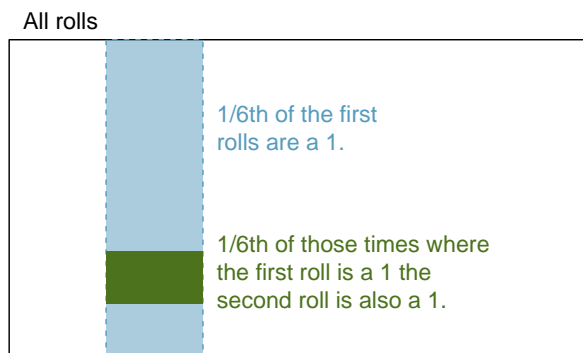 All rolls
1/6th of the first
rolls are a 1.
1/6th of those times where
the first roll is a 1 the
second roll is also a 1.